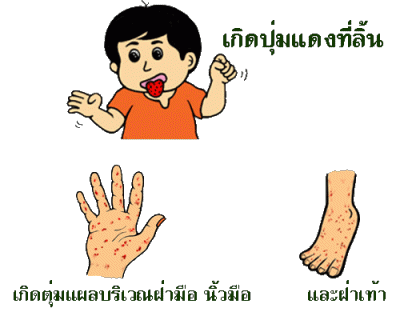 เกิดปุ่มแดงที่ลิ้น
เกิดตุ่มแผลบริเวณฝ่ามือ นิ้วมือ และฝ่าเท้า